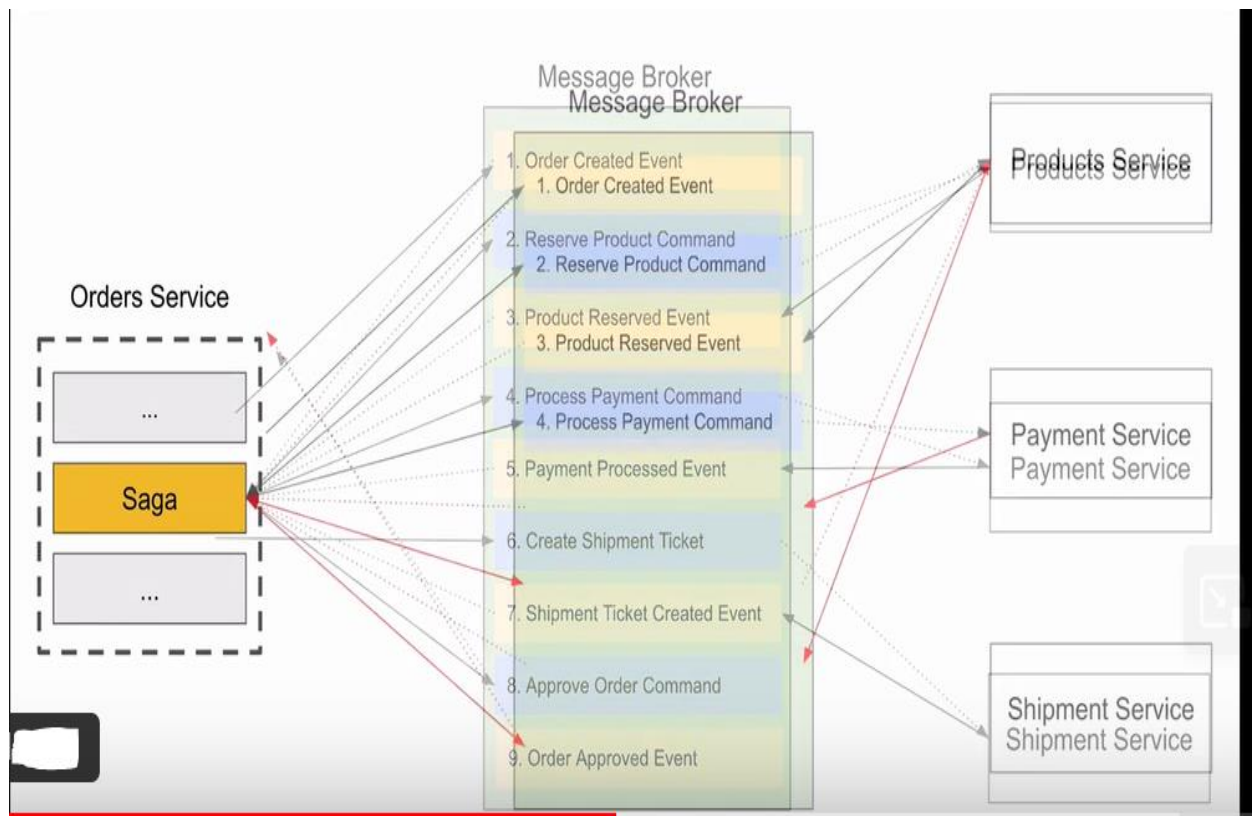 Message Broker
Message Broker
1. Order Created Event
1. Order Created Event
2. Reserve Product Command
2. Reserve Product Command
3. Product Reserved Event
3. Product Reserved Event
4. Process Payment Command
4. Process Payment Command
5. Payment Processed Event
6. Create Shipment Ticket
7. Shipment Ticket Created Event
8. Approve Order Command
9. Order Approved Event
Orders Service
...
Saga
...
Products Service
Products Service
Payment Service
Payment Service
Shipment Service
Shipment Service